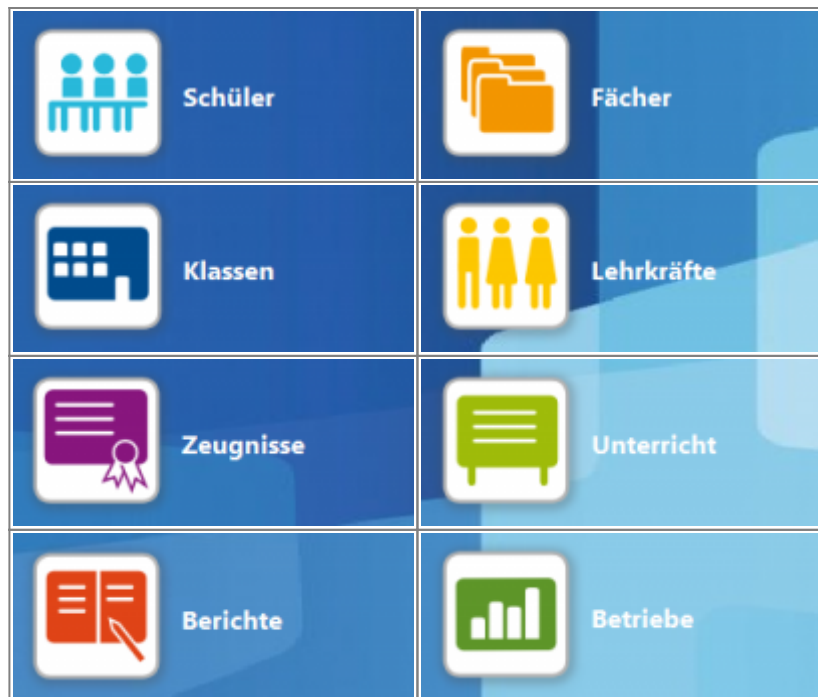 Schüler
Fächer
Klassen
Lehrkräfte
Zeugnisse
Unterricht
Berichte
Betriebe